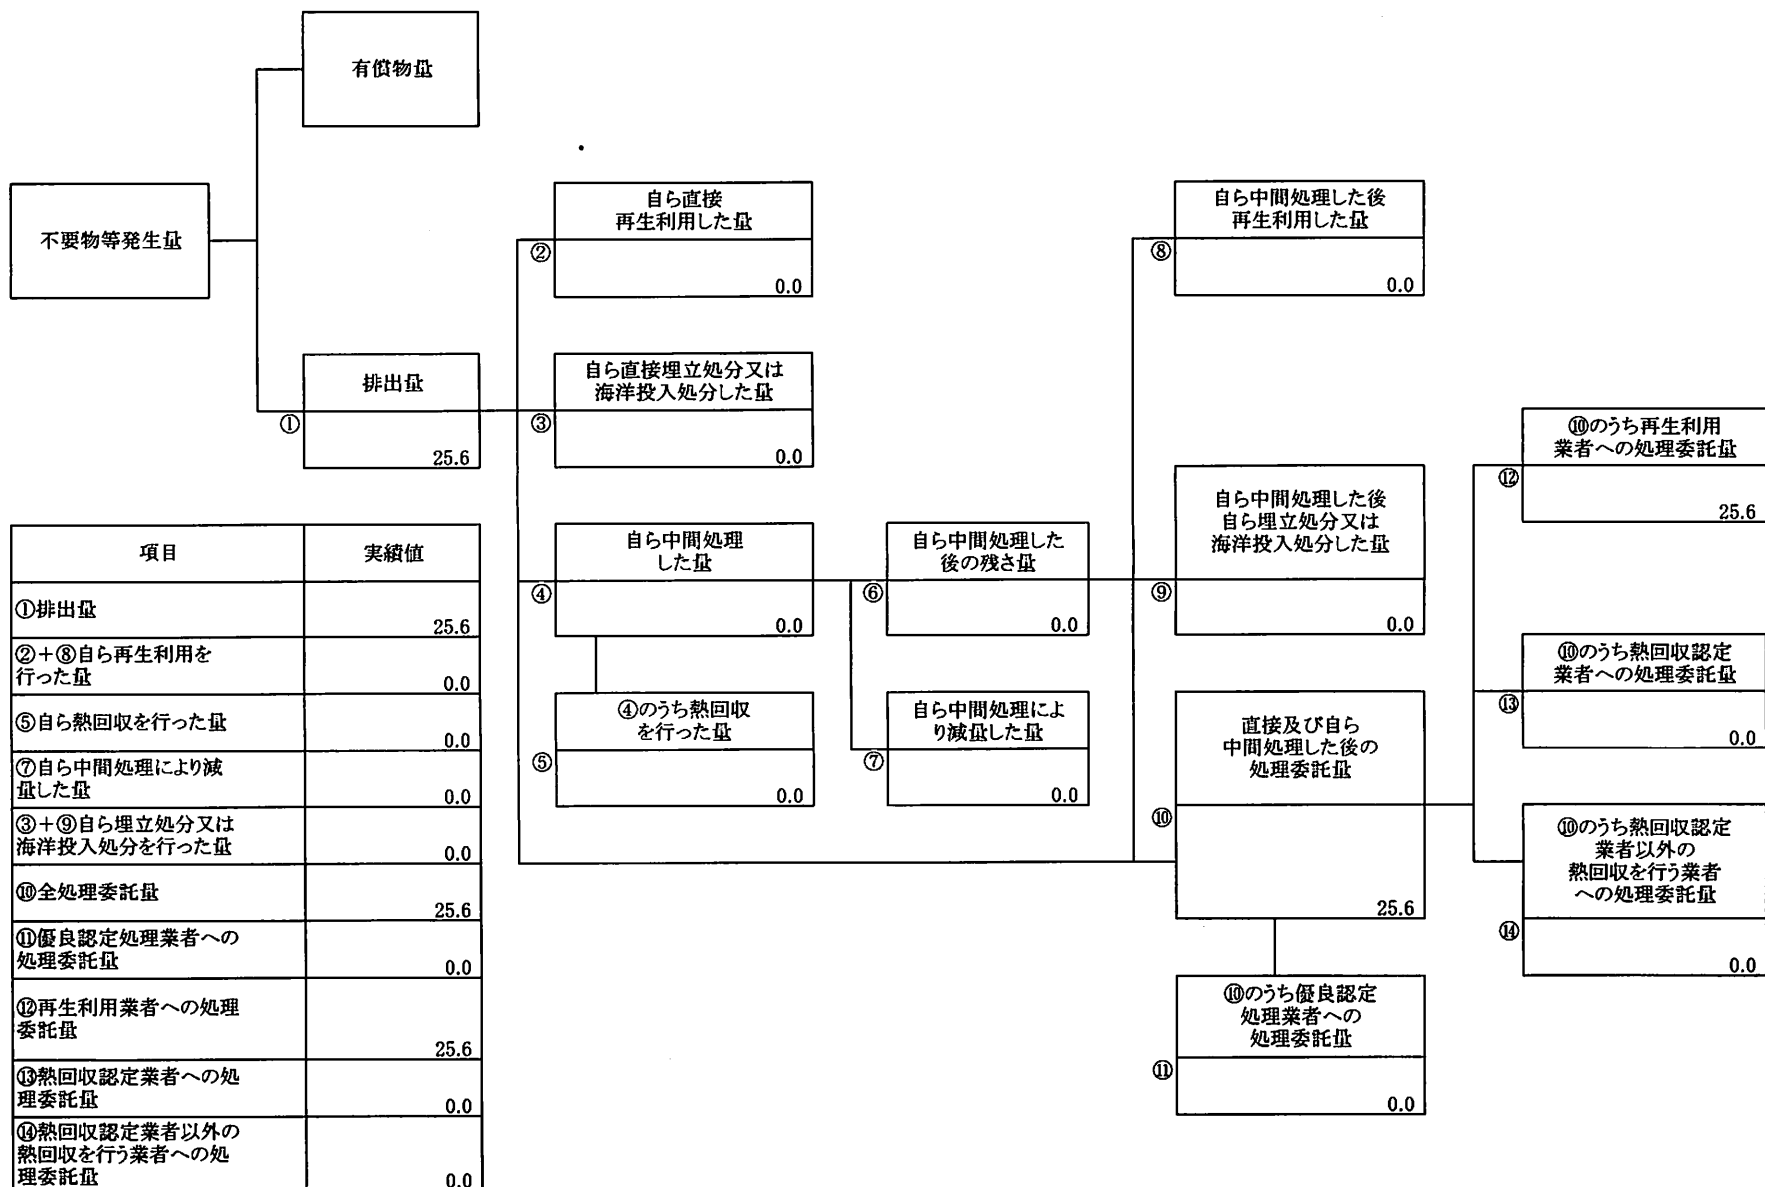 有償物量
不要物等発生量
排出量
①
25.6
自ら直接
再生利用した量
②
0.0
自ら直接埋立処分又は
海洋投入処分した量
③
0.0
自ら中間処理
した量
④
0.0
④のうち熱回収
を行った量
⑤
0.0
自ら中間処理した
後の残さ量
⑥
0.0
自ら中間処理によ
り減量した量
⑦
0.0
自ら中間処理した後
再生利用した量
⑧
0.0
自ら中間処理した後
自ら埋立処分又は
海洋投入処分した量
⑨
0.0
直接及び自ら
中間処理した後の
処理委託量
⑩
25.6
⑩のうち優良認定
処理業者への
処理委託量
⑪
0.0
⑩のうち再生利用
業者への処理委託量
⑫
25.6
⑩のうち熱回収認定
業者への処理委託量
⑬
0.0
⑩のうち熱回収認定
業者以外の
熱回収を行う業者
への処理委託量
⑭
0.0
項目 実績値
①排出量
25.6
②+⑧自ら再生利用を
行った量
0.0
⑤自ら熱回収を行った量
0.0
⑦自ら中間処理により減
量した量
0.0
③+⑨自ら埋立処分又は
海洋投入処分を行った量
0.0
⑩全処理委託量
25.6
⑪優良認定処理業者への
処理委託量
0.0
⑫再生利用業者への処理
委託量
25.6
⑬熱回収認定業者への処
理委託量
0.0
⑭熱回収認定業者以外の
熱回収を行う業者への処
理委託量
0.0